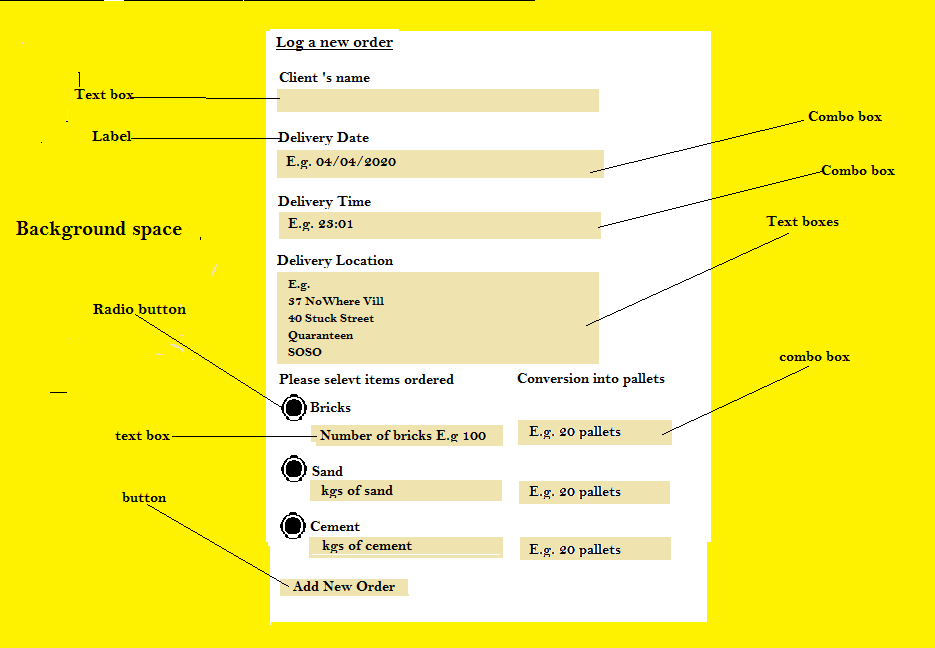 Log a new order
Client 's name
Text box
Label
Delivery Date
Combo box
E.g. 04/04/2020
Combo box
Delivery Time
E.g. 23:01
Text boxes
Background space
Delivery Location
E.g.
37 NoWhere Vill
40 Stuck Street
Quaranteen
SOSO
Radio button
combo box
Please selevt items ordered
Conversion into pallets
Bricks
text box
Number of bricks E.g 100
E.g. 20 pallets
Sand
kgs of sand
E.g. 20 pallets
button
Cement
kgs of cement
E.g. 20 pallets
Add New Order